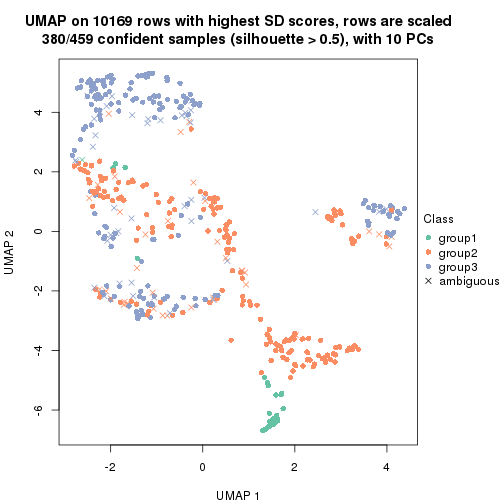 UMAP on 10169 rows with highest SD scores, rows are scaled
380/459 confident samples (silhouette > 0.5), with 10 PCs
4
2
0
-2
-4
-6
UMAP 2
-2
0
2
4
UMAP 1
Class
group1
group2
group3
ambiguous